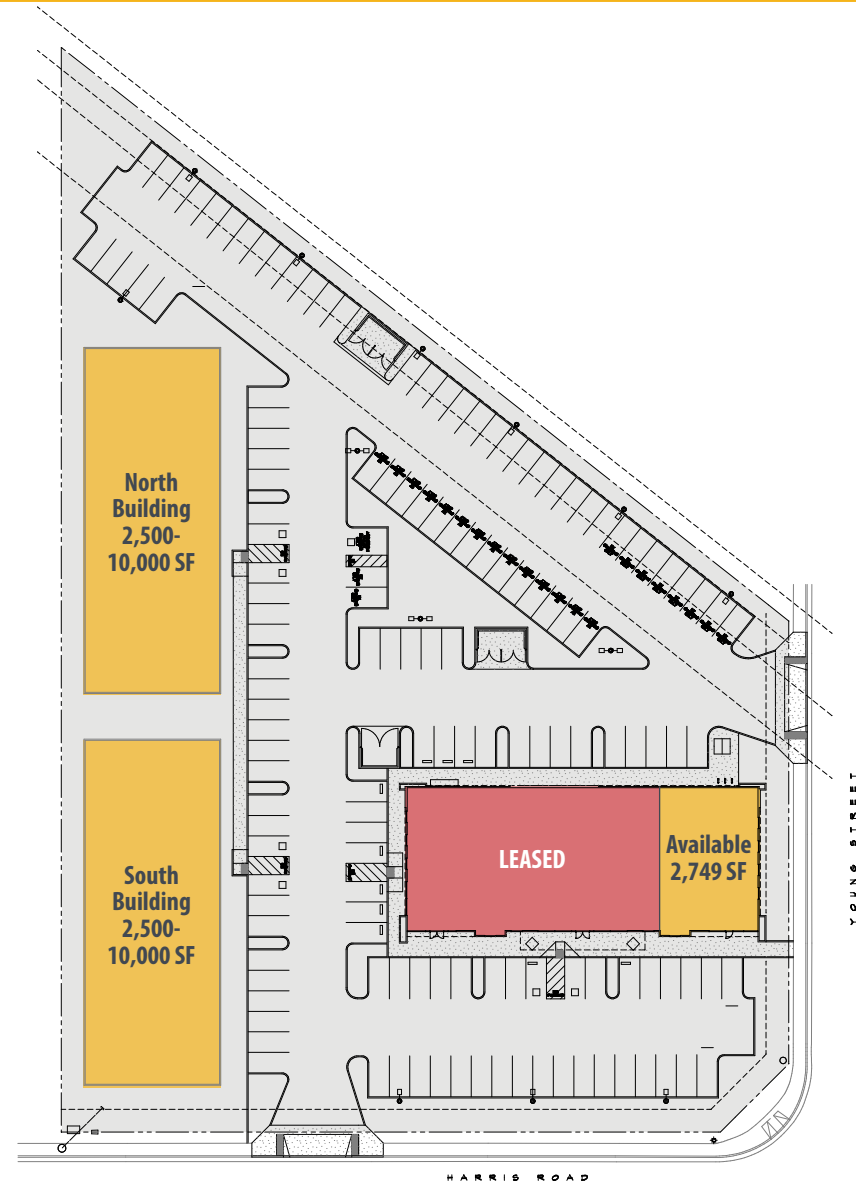 North
Building
2,500-
10,000 SF
LEASED
Available
2,749 SF
South
Building
2,500-
10,000 SF
YOUNG STREET
HARRIS ROAD